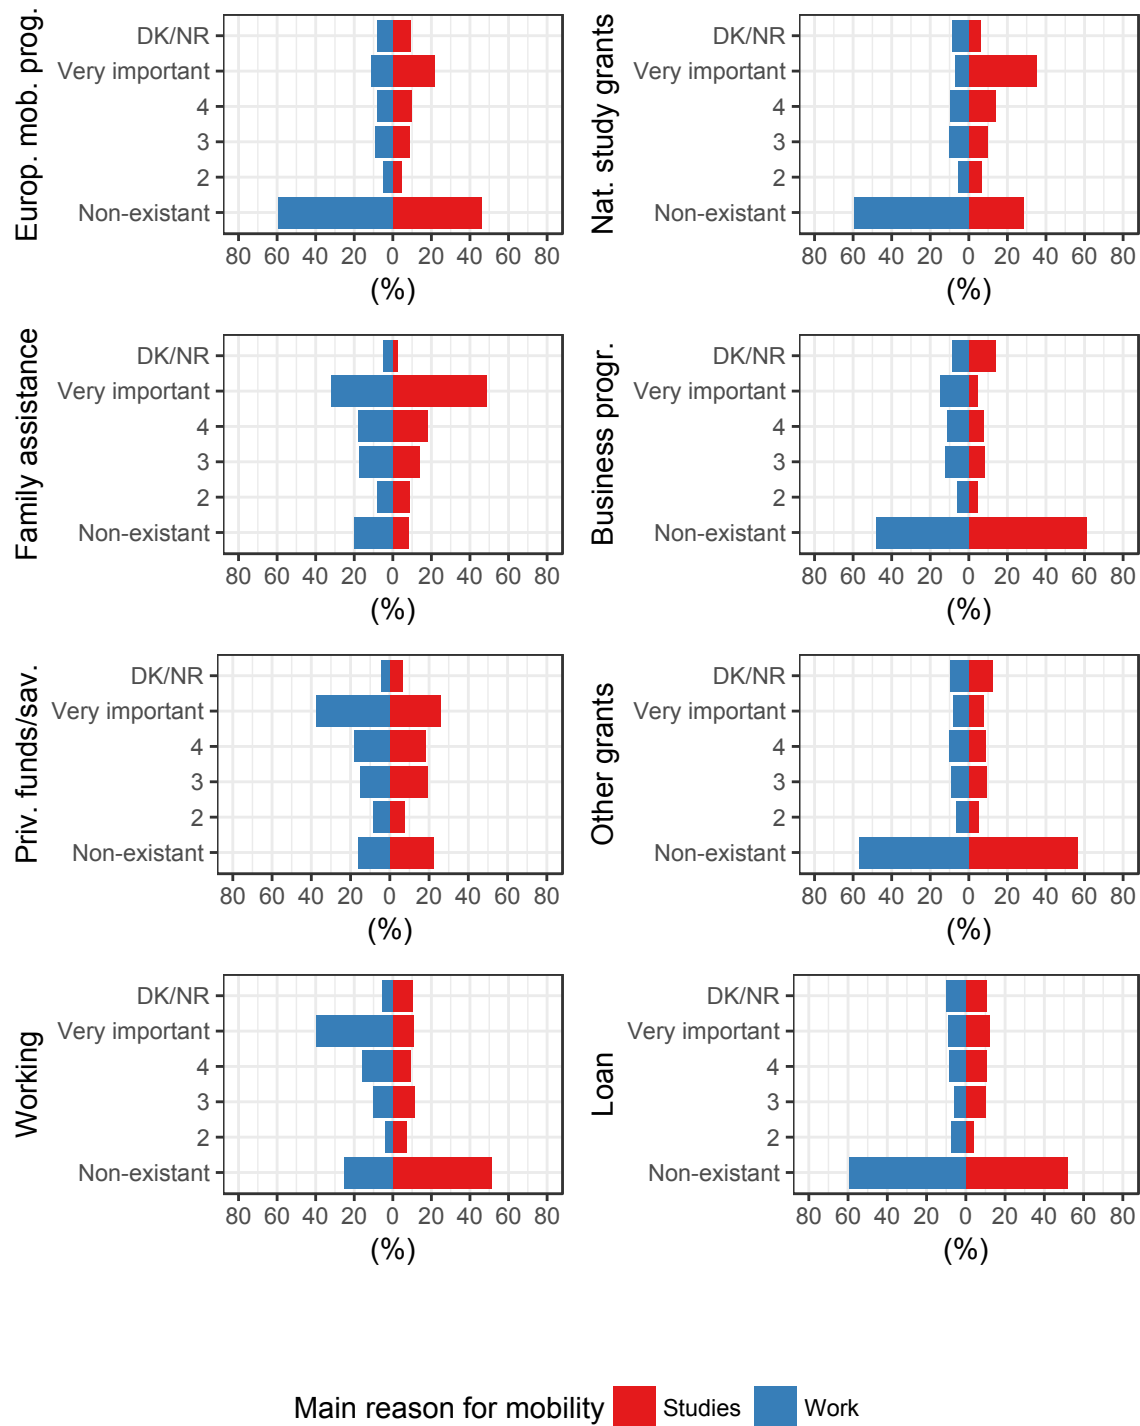 Europ. mob. prog.
DK/NR
Very important
4
3
2
Non-existant
80 60 40 20 0 20 40 60 80
(%)
Nat. study grants
DK/NR
Very important
4
3
2
Non-existant
80 60 40 20 0 20 40 60 80
(%)
Family assistance
DK/NR
Very important
4
3
2
Non-existant
80 60 40 20 0 20 40 60 80
(%)
Business progr.
DK/NR
Very important
4
3
2
Non-existant
80 60 40 20 0 20 40 60 80
(%)
Priv. funds/sav.
DK/NR
Very important
4
3
2
Non-existant
80 60 40 20 0 20 40 60 80
(%)
Other grants
DK/NR
Very important
4
3
2
Non-existant
80 60 40 20 0 20 40 60 80
(%)
Working
DK/NR
Very important
4
3
2
Non-existant
80 60 40 20 0 20 40 60 80
(%)
Loan
DK/NR
Very important
4
3
2
Non-existant
80 60 40 20 0 20 40 60 80
(%)
Main reason for mobility Studies Work